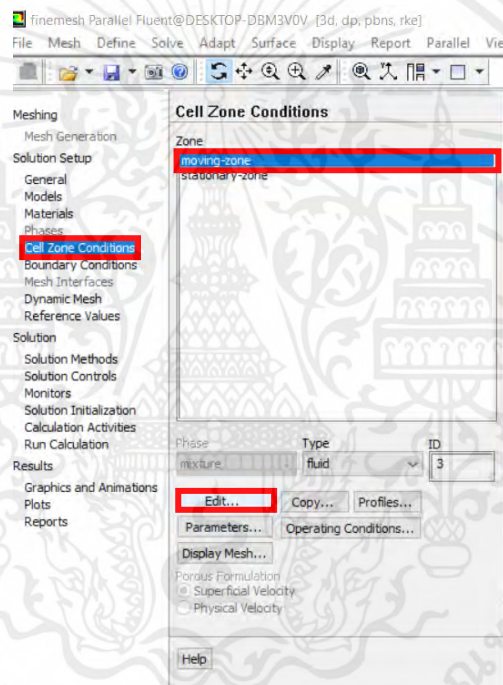 finemesh Parallel Fluent@DESKTOP-DBM3V0V [3d, dp, pbns, rke]
File Mesh Define Solve Adapt Surface Display Report Parallel Vie
Meshing
Mesh Generation
Solution Setup
General
Models
Materials
Phases
Cell Zone Conditions
Boundary Conditions
Mesh Interfaces
Dynamic Mesh
Reference Values
Solution
Solution Methods
Solution Controls
Monitors
Solution Initialization
Calculation Activities
Run Calculation
Results
Graphics and Animations
Plots
Reports
Cell Zone Conditions
Zone
moving-zone
stationary-zone
Phase Type ID
mixture fluid 3
Edit... Copy... Profiles...
Parameters... Operating Conditions...
Display Mesh...
Porous Formulation
Superficial Velocity
Physical Velocity
Help